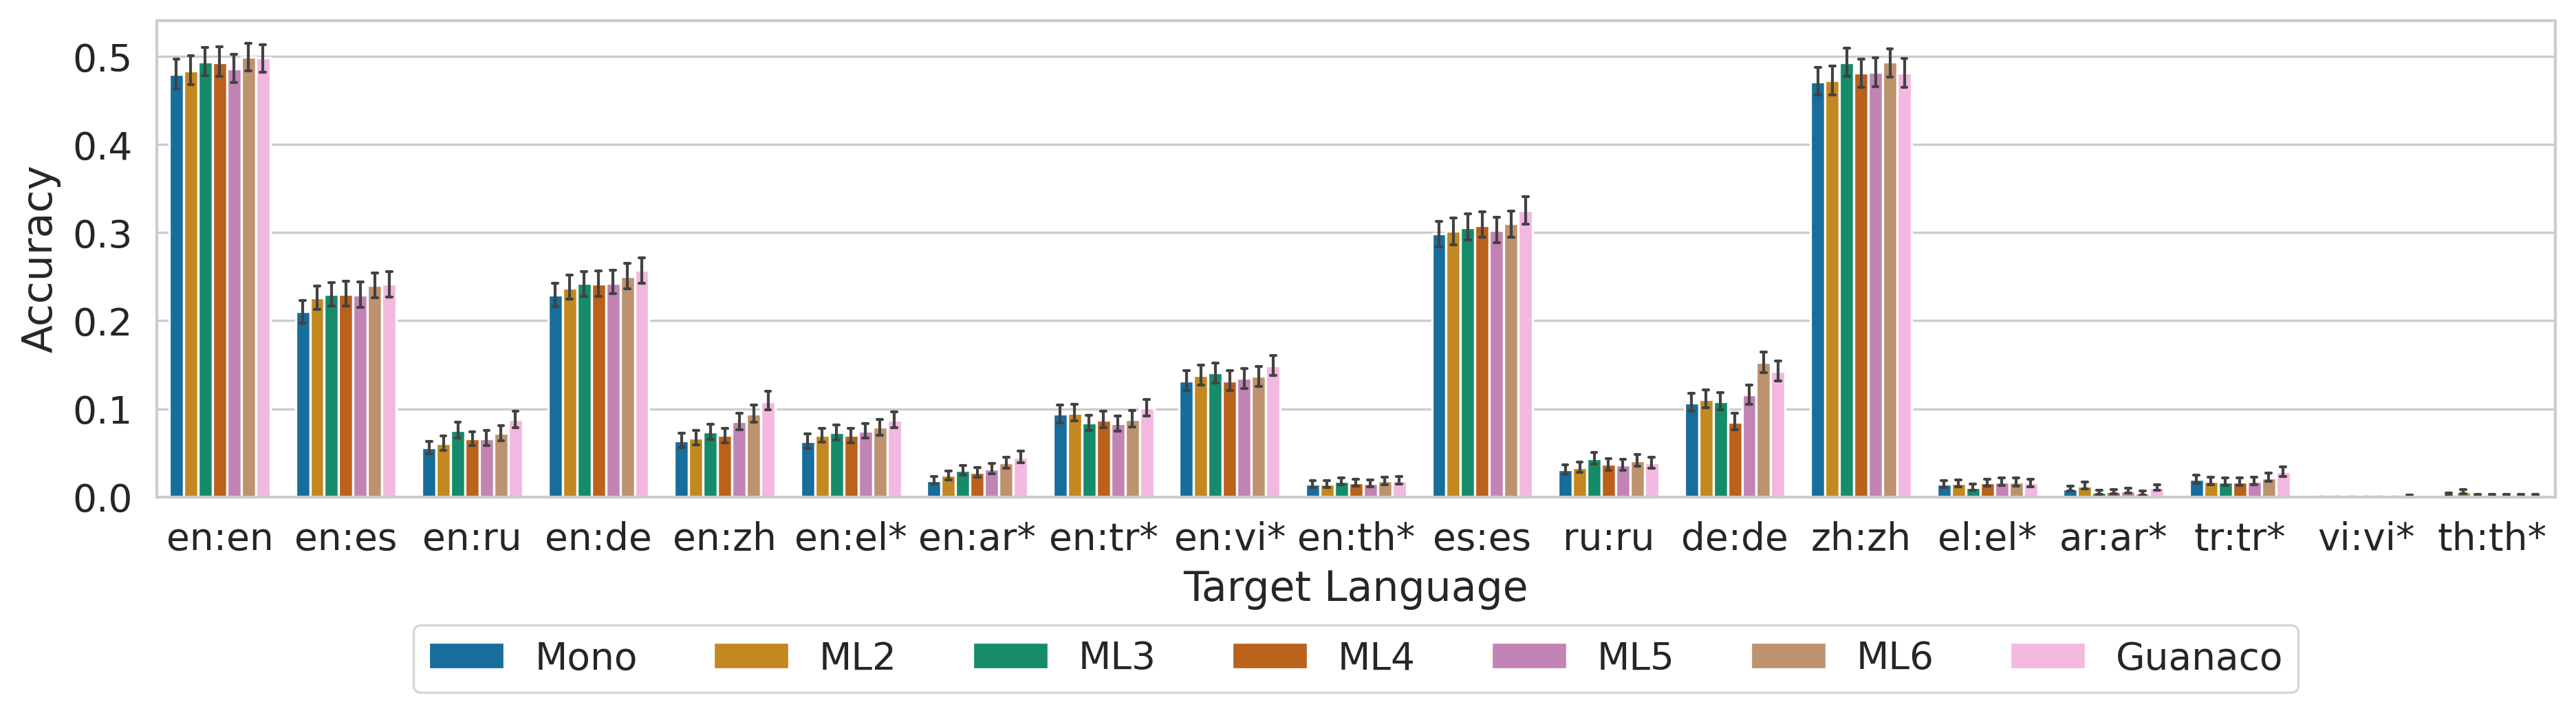 Accuracy
0.5
0.4
0.3
0.2
0.1
0.0
en:en en:es en:ru en:de en:zh en:el* en:ar* en:tr* en:vi* en:th* es:es ru:ru de:de zh:zh el:el* ar:ar* tr:tr* vi:vi* th:th*
Target Language
Mono ML2 ML3 ML4 ML5 ML6 Guanaco